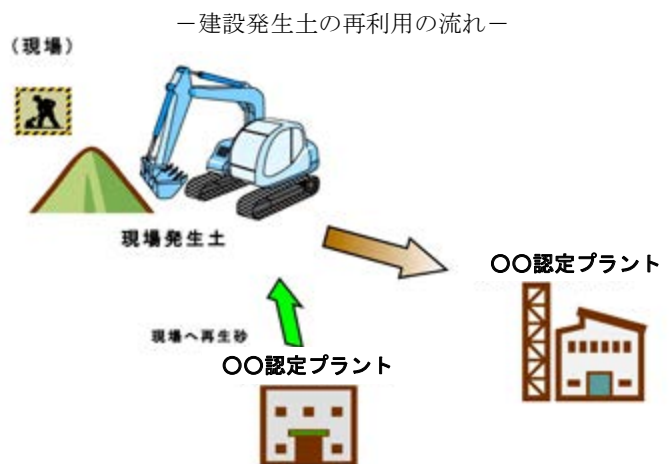 －建設発生土の再利用の流れ－
（現場）
現場発生土
〇〇認定プラント
現場へ再生砂
〇〇認定プラント